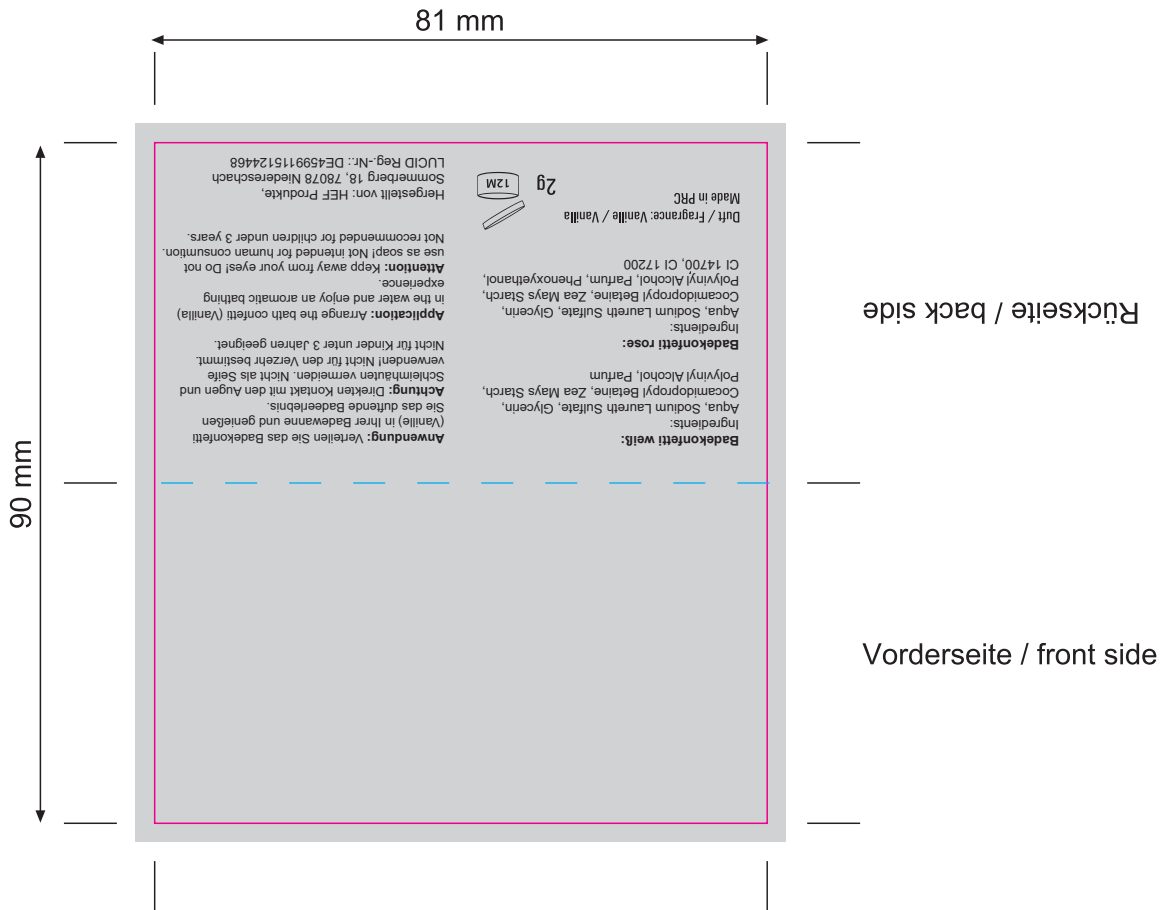 81 mm
90 mm
Rückseite / back side
Badekonfetti weiß:
Ingredients:
Aqua, Sodium Laureth Sulfate, Glycerin,
Cocamidopropyl Betaine, Zea Mays Starch,
Polyvinyl Alcohol, Parfum
Badekonfetti rose:
Ingredients:
Aqua, Sodium Laureth Sulfate, Glycerin,
Cocamidopropyl Betaine, Zea Mays Starch,
Polyvinyl Alcohol, Parfum, Phenoxyethanol,
CI 14700, CI 17200
Duft / Fragrance: Vanille / Vanilla
Made in PRC
2g
12M
Anwendung: Verteilen Sie das Badekonfetti
(Vanille) in Ihrer Badewanne und genießen
Sie das duftende Badeerlebnis.
Achtung: Direkten Kontakt mit den Augen und
Schleimhäuten vermeiden. Nicht als Seife
verwenden! Nicht für den Verzehr bestimmt.
Nicht für Kinder unter 3 Jahren geeignet.
Application: Arrange the bath confetti (Vanilla)
in the water and enjoy an aromatic bathing
experience.
Attention: Kepp away from your eyes! Do not
use as soap! Not intended for human consumtion.
Not recommended for children under 3 years.
Hergestellt von: HEF Produkte,
Sommerberg 18, 78078 Niedereschach
LUCID Reg.-Nr.: DE4599115124468
Vorderseite / front side